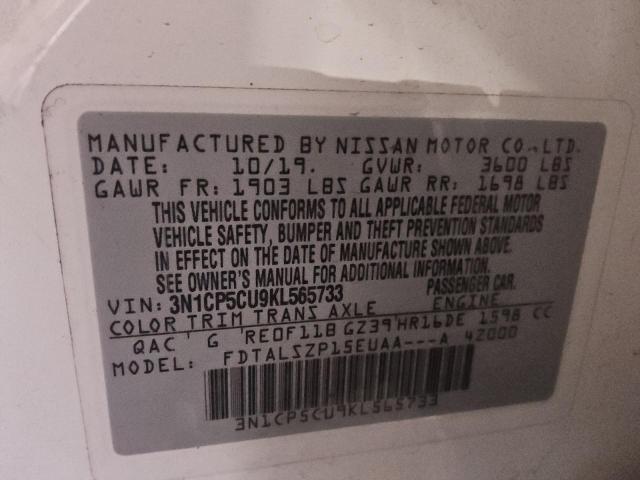 MANUFACTURED BY NISSAN MOTOR CO., LTD.
DATE: 10/19. GVWR: 3600 LBS
GAWR FR: 1903 LBS GAWR RR: 1698 LBS
THIS VEHICLE CONFORMS TO ALL APPLICABLE FEDERAL MOTOR
VEHICLE SAFETY, BUMPER AND THEFT PREVENTION STANDARDS
IN EFFECT ON THE DATE OF MANUFACTURE SHOWN ABOVE.
SEE OWNER'S MANUAL FOR ADDITIONAL INFORMATION.
VIN: 3N1CP5CU9KL565733 PASSENGER CAR.
COLOR TRIM TRANS AXLE ENGINE
QAC G RE0F11B GZ39 HR16DE 1598 CC
MODEL: FDTALSZP15EUAA---A 42000
3N1CP5CU9KL565733